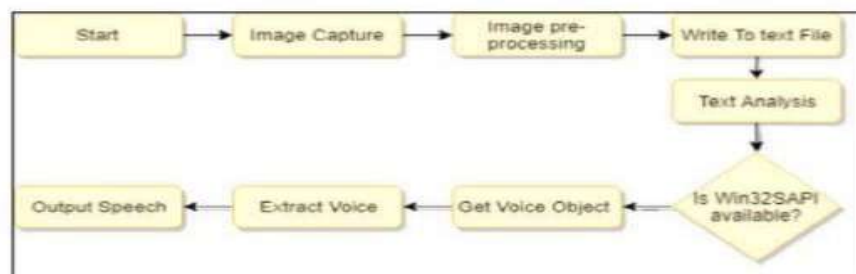 Start
Image Capture
Image pre-
processing
Write To text File
Text Analysis
Is Win32SAPI
available?
Get Voice Object
Extract Voice
Output Speech